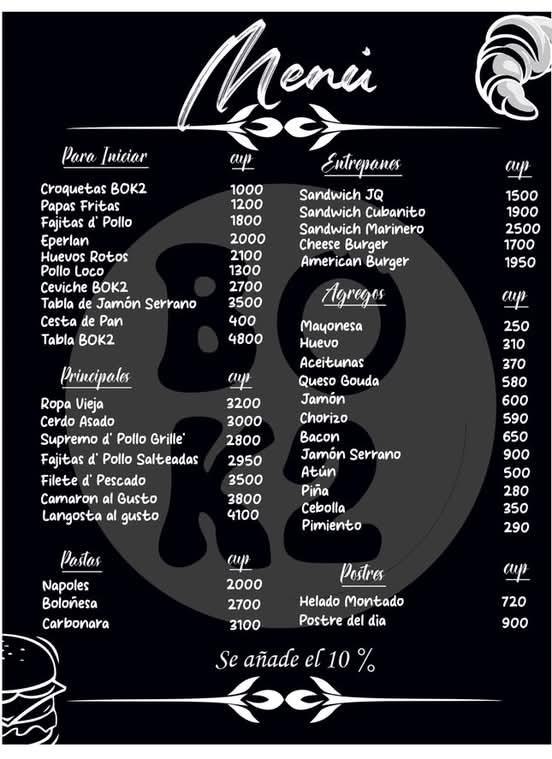 Menú
Para Iniciar cup
Croquetas BOK2 1000
Papas Fritas 1200
Fajitas d' Pollo 1800
Eperlan 2000
Huevos Rotos 2100
Pollo Loco 1300
Ceviche BOK2 2700
Tabla de Jamón Serrano 3500
Cesta de Pan 400
Tabla BOK2 4800
Principales cup
Ropa Vieja 3200
Cerdo Asado 3000
Supremo d' Pollo Grille' 2800
Fajitas d' Pollo Salteadas 2950
Filete d' Pescado 3500
Camaron al Gusto 3800
Langosta al gusto 4100
Pastas cup
Napoles 2000
Boloñesa 2700
Carbonara 3100
Entrepanes cup
Sandwich JQ 1500
Sandwich Cubanito 1900
Sandwich Marinero 2500
Cheese Burger 1700
American Burger 1950
Agregos cup
Mayonesa 250
Huevo 310
Aceitunas 370
Queso Gouda 580
Jamón 600
Chorizo 590
Bacon 650
Jamón Serrano 900
Atún 500
Piña 280
Cebolla 350
Pimiento 290
Postres cup
Helado Montado 720
Postre del dia 900
BO
K2
Se añade el 10 %